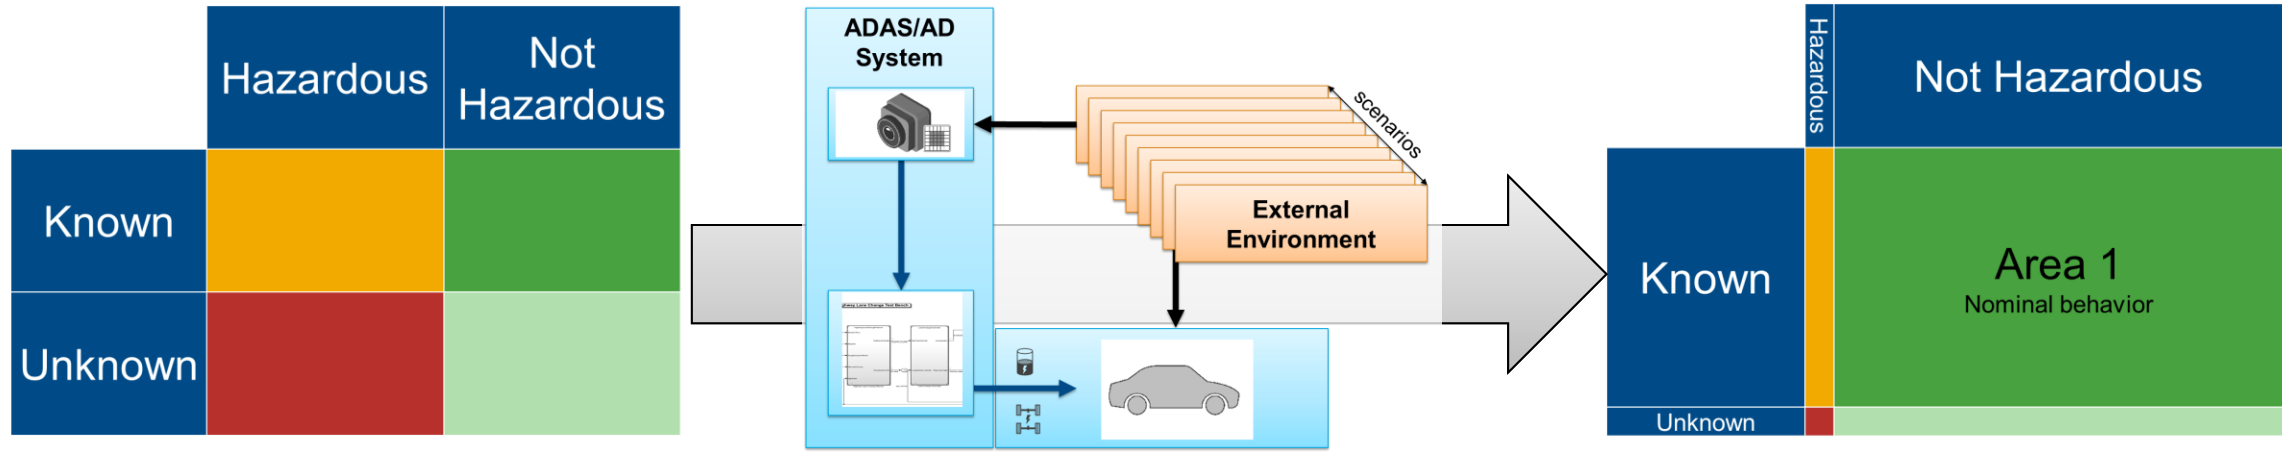 Hazardous
Not
Hazardous
Known
Unknown
ADAS/AD
System
scenarios
External
Environment
Hazardous
Not Hazardous
Known
Area 1
Nominal behavior
Unknown